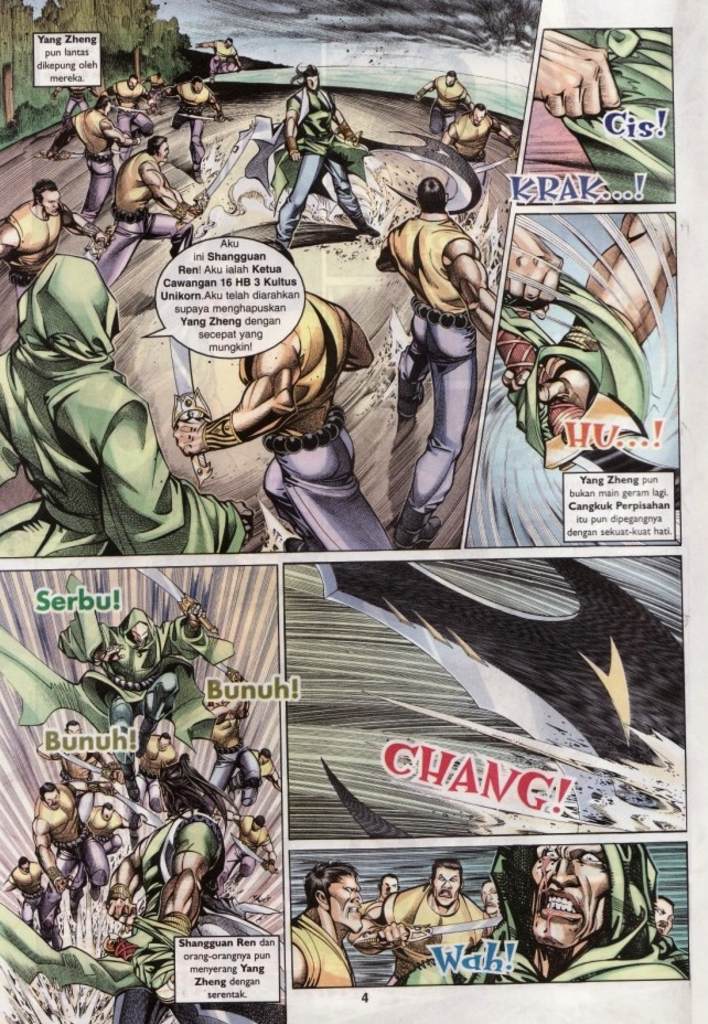 Yang Zheng
pun lantas
dikepung oleh
mereka.
Cis!
KRAK...!
Aku
ini Shangguan
Ren! Aku ialah Ketua
Cawangan 16 HB 3 Kultus
Unikorn.Aku telah diarahkan
supaya menghapuskan
Yang Zheng dengan
secepat yang
mungkin!
HU...!
Yang Zheng pun
bukan main geram lagi.
Cangkuk Perpisahan
itu pun dipegangnya
dengan sekuat-kuat hati.
Serbu!
Bunuh!
Bunuh!
Shangguan Ren dan
orang-orangnya pun
menyerang Yang
Zheng dengan
serentak.
CHANG!
Wah!
4